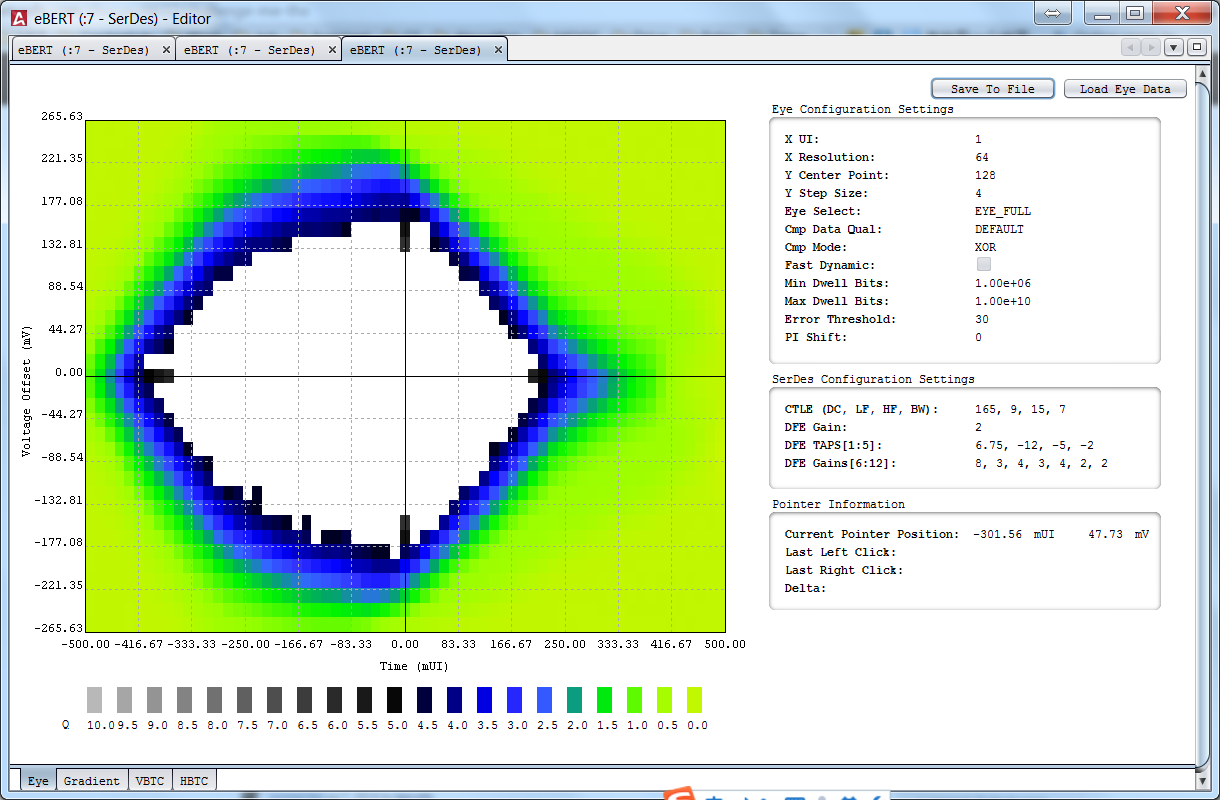 eBERT (:7 - SerDes) - Editor
eBERT (:7 - SerDes) eBERT (:7 - SerDes) eBERT (:7 - SerDes)
Save To File Load Eye Data
Eye Configuration Settings
X UI: 1
X Resolution: 64
Y Center Point: 128
Y Step Size: 4
Eye Select: EYE_FULL
Cmp Data Qual: DEFAULT
Cmp Mode: XOR
Fast Dynamic:
Min Dwell Bits: 1.00e+06
Max Dwell Bits: 1.00e+10
Error Threshold: 30
PI Shift: 0
SerDes Configuration Settings
CTLE (DC, LF, HF, BW): 165, 9, 15, 7
DFE Gain: 2
DFE TAPS[1:5]: 6.75, -12, -5, -2
DFE Gains[6:12]: 8, 3, 4, 3, 4, 2, 2
Pointer Information
Current Pointer Position: -301.56 mUI 47.73 mV
Last Left Click:
Last Right Click:
Delta:
Voltage Offset (mV)
265.63
221.35
177.08
132.81
88.54
44.27
0.00
-44.27
-88.54
-132.81
-177.08
-221.35
-265.63
-500.00 -416.67 -333.33 -250.00 -166.67 -83.33 0.00 83.33 166.67 250.00 333.33 416.67 500.00
Time (mUI)
Q 10.0 9.5 9.0 8.5 8.0 7.5 7.0 6.5 6.0 5.5 5.0 4.5 4.0 3.5 3.0 2.5 2.0 1.5 1.0 0.5 0.0
Eye Gradient VBTC HBTC